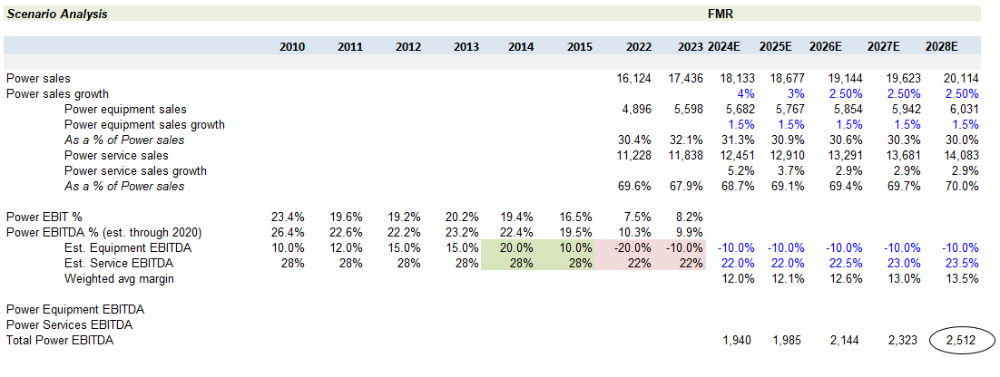 Scenario Analysis FMR
2010 2011 2012 2013 2014 2015 2022 2023 2024E 2025E 2026E 2027E 2028E
Power sales 16,124 17,436 18,133 18,677 19,144 19,623 20,114
Power sales growth 4% 3% 2.50% 2.50% 2.50%
Power equipment sales 4,896 5,598 5,682 5,767 5,854 5,942 6,031
Power equipment sales growth 1.5% 1.5% 1.5% 1.5% 1.5%
As a % of Power sales 30.4% 32.1% 31.3% 30.9% 30.6% 30.3% 30.0%
Power service sales 11,228 11,838 12,451 12,910 13,291 13,681 14,083
Power service sales growth 5.2% 3.7% 2.9% 2.9% 2.9%
As a % of Power sales 69.6% 67.9% 68.7% 69.1% 69.4% 69.7% 70.0%
Power EBIT % 23.4% 19.6% 19.2% 20.2% 19.4% 16.5% 7.5% 8.2%
Power EBITDA % (est. through 2020) 26.4% 22.6% 22.2% 23.2% 22.4% 19.5% 10.3% 9.9%
Est. Equipment EBITDA 10.0% 12.0% 15.0% 15.0% 20.0% 10.0% -20.0% -10.0% -10.0% -10.0% -10.0% -10.0% -10.0%
Est. Service EBITDA 28% 28% 28% 28% 28% 28% 22% 22% 22.0% 22.0% 22.5% 23.0% 23.5%
Weighted avg margin 12.0% 12.1% 12.6% 13.0% 13.5%
Power Equipment EBITDA
Power Services EBITDA
Total Power EBITDA 1,940 1,985 2,144 2,323 2,512